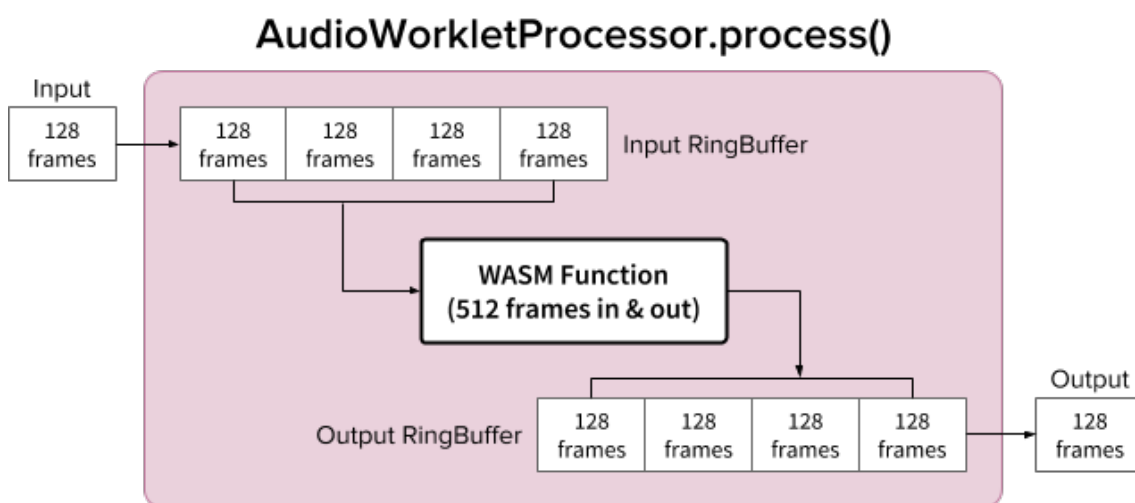 AudioWorkletProcessor.process()
Input
128
frames
128
frames
128
frames
128
frames
128
frames
Input RingBuffer
WASM Function
(512 frames in & out)
Output RingBuffer
128
frames
128
frames
128
frames
128
frames
Output
128
frames